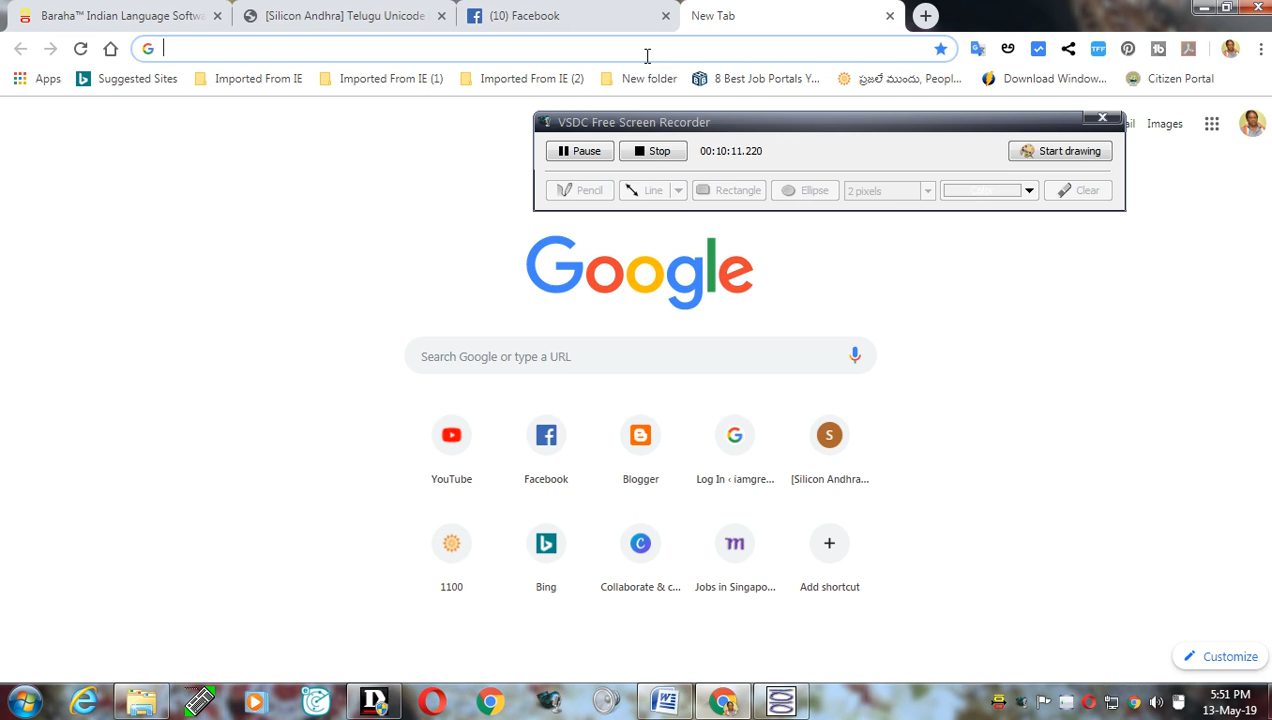 Baraha™ Indian Language Softwa
[Silicon Andhra] Telugu Unicode
(10) Facebook
New Tab
Apps
Suggested Sites
Imported From IE
Imported From IE (1)
Imported From IE (2)
New folder
8 Best Job Portals Y...
ప్రజలే ముందు, Peopl...
Download Window...
Citizen Portal
VSDC Free Screen Recorder
Images
Pause
Stop
00:10:11.220
Start drawing
Pencil
Line
Rectangle
Ellipse
2 pixels
Color
Clear
Google
Search Google or type a URL
YouTube
Facebook
Blogger
Log In ‹ iamgre...
[Silicon Andhra...
1100
Bing
Collaborate & c...
Jobs in Singapo...
Add shortcut
Customize
5:51 PM
13-May-19